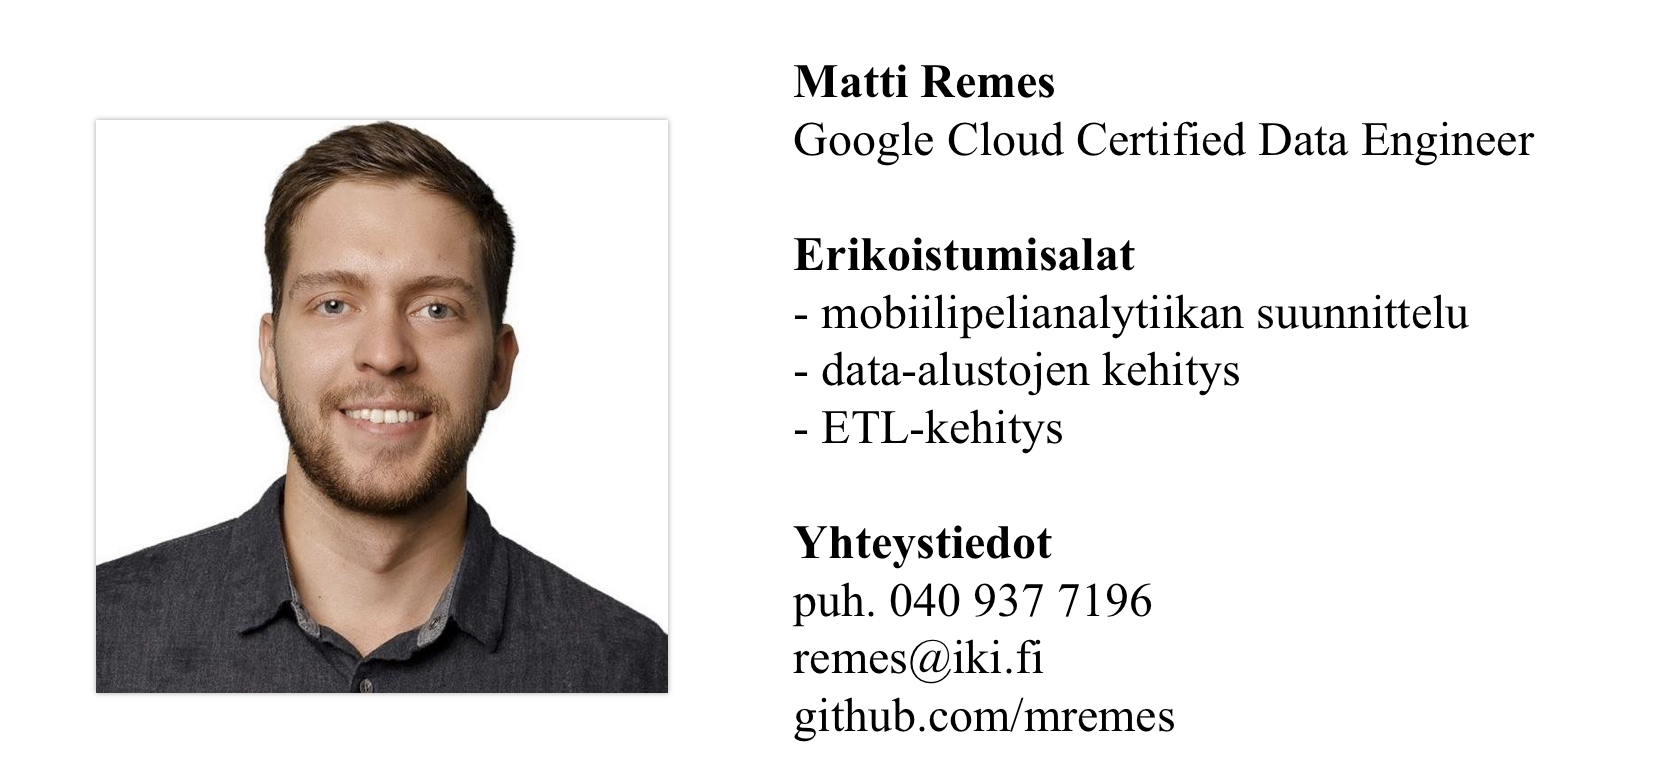 Matti Remes
Google Cloud Certified Data Engineer
Erikoistumisalat
- mobiilipelianalytiikan suunnittelu
- data-alustojen kehitys
- ETL-kehitys
Yhteystiedot
puh. 040 937 7196
remes@iki.fi
github.com/mremes